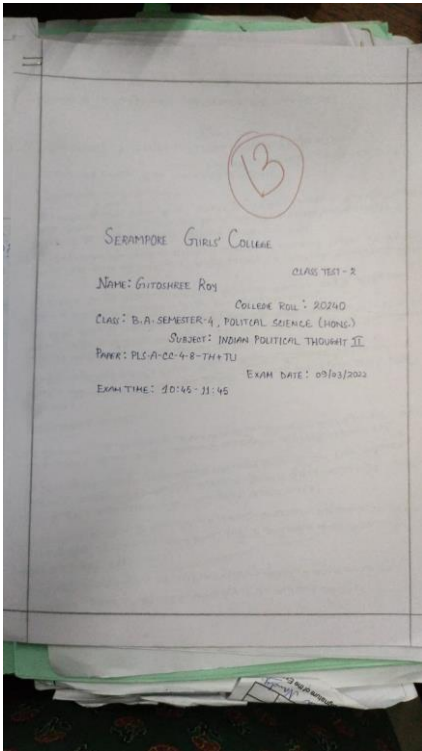 13
SERAMPORE GIIRLS' COLLEGE
CLASS TEST - 2
NAME: GIITOSHREE ROY
COLLEGE ROLL: 20240
CLASS: B.A. SEMESTER-4, POLITCAL SCIENCE (HONS.)
SUBJECT: INDIAN POLITICAL THOUGHT II
PAPER: PLS-A-CC-4-8-TH+TU
EXAM DATE: 09/03/2022
EXAM TIME: 10:45-11:45